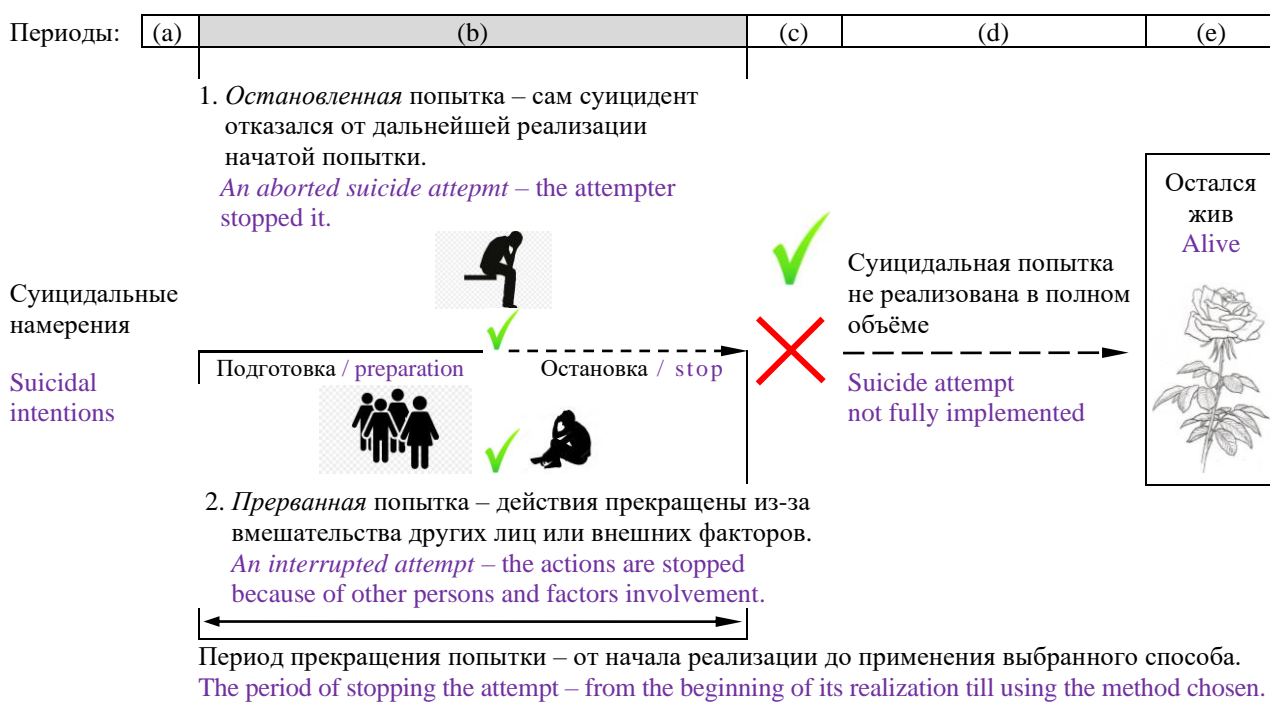 Периоды: (a) (b) (c) (d) (e)
1. Остановленная попытка – сам суицидент
отказался от дальнейшей реализации
начатой попытки.
An aborted suicide attepmt – the attempter
stopped it.
Остался
жив
Alive
Суицидальные
намерения
Suicidal
intentions
Подготовка / preparation
Остановка / stop
Суицидальная попытка
не реализована в полном
объёме
Suicide attempt
not fully implemented
2. Прерванная попытка – действия прекращены из-за
вмешательства других лиц или внешних факторов.
An interrupted attempt – the actions are stopped
because of other persons and factors involvement.
Период прекращения попытки – от начала реализации до применения выбранного способа.
The period of stopping the attempt – from the beginning of its realization till using the method chosen.